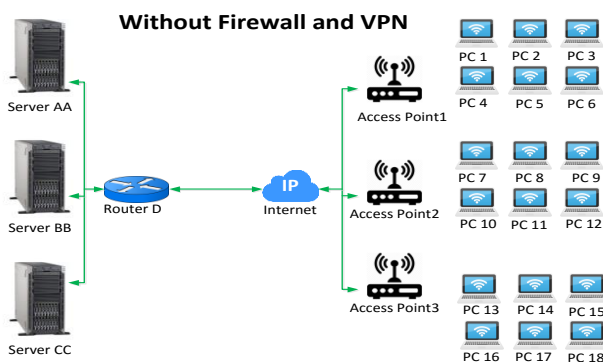 Without Firewall and VPN
Server AA
Server BB
Server CC
Router D
IP
Internet
Access Point1
Access Point2
Access Point3
PC 1 PC 2 PC 3
PC 4 PC 5 PC 6
PC 7 PC 8 PC 9
PC 10 PC 11 PC 12
PC 13 PC 14 PC 15
PC 16 PC 17 PC 18